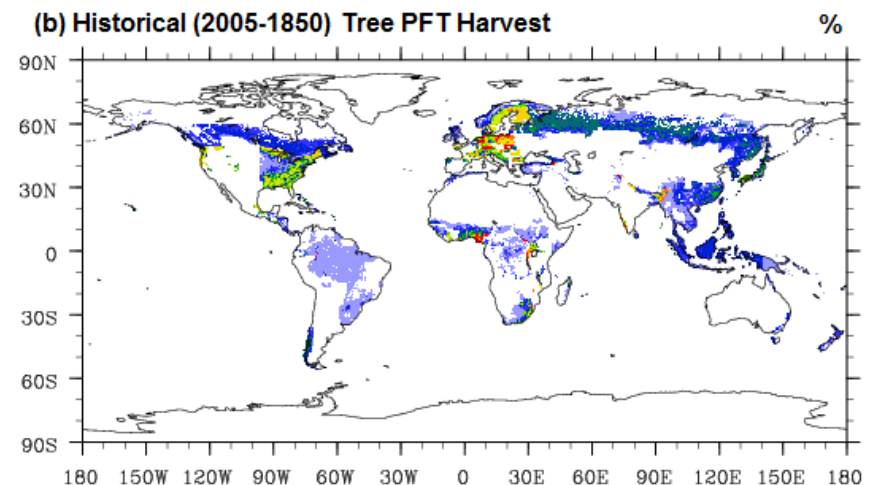 (b) Historical (2005-1850) Tree PFT Harvest %
90N
60N
30N
0
30S
60S
90S
180 150W 120W 90W 60W 30W 0 30E 60E 90E 120E 150E 180